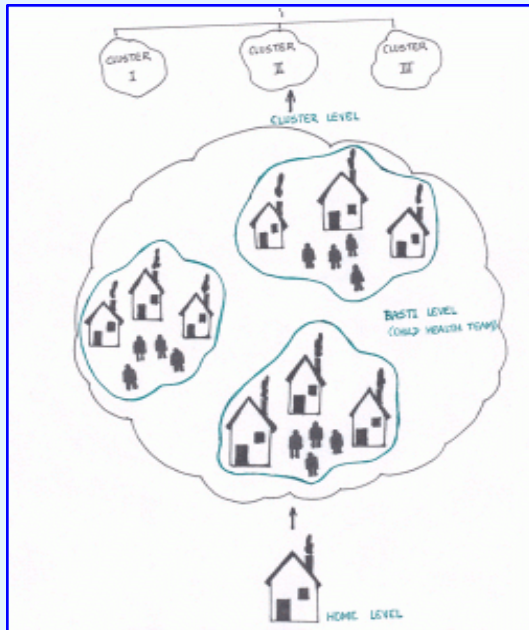 CLUSTER
I
CLUSTER
II
CLUSTER
III
CLUSTER LEVEL
BASTI LEVEL
(CHILD HEALTH TEAM)
HOME LEVEL